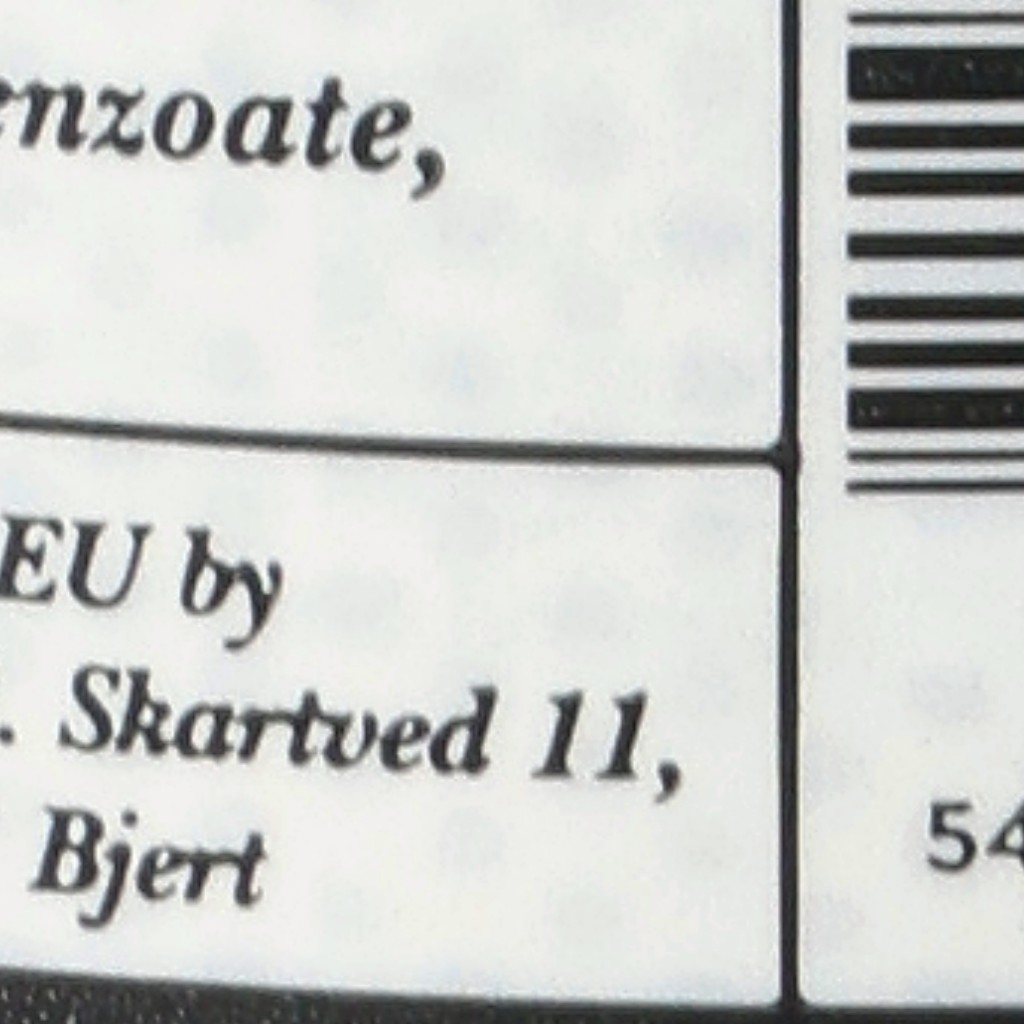 enzoate,
EU by
. Skartved 11,
Bjert
54